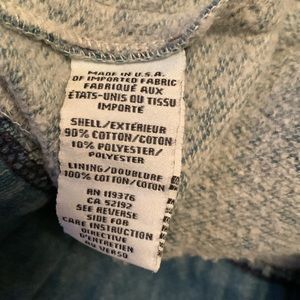 MADE IN U.S.A.
OF IMPORTED FABRIC
FABRIQUÉ AUX
ÉTATS-UNIS OU TISSU
IMPORTÉ
SHELL/EXTÉRIEUR
90% COTTON/COTON
10% POLYESTER/
POLYESTER
LINING/DOUBLURE
100% COTTON/COTON
RN 119376
CA 52192
SEE REVERSE
SIDE FOR
CARE INSTRUCTION
DIRECTIVE
D'ENTRETIEN
AU VERSO